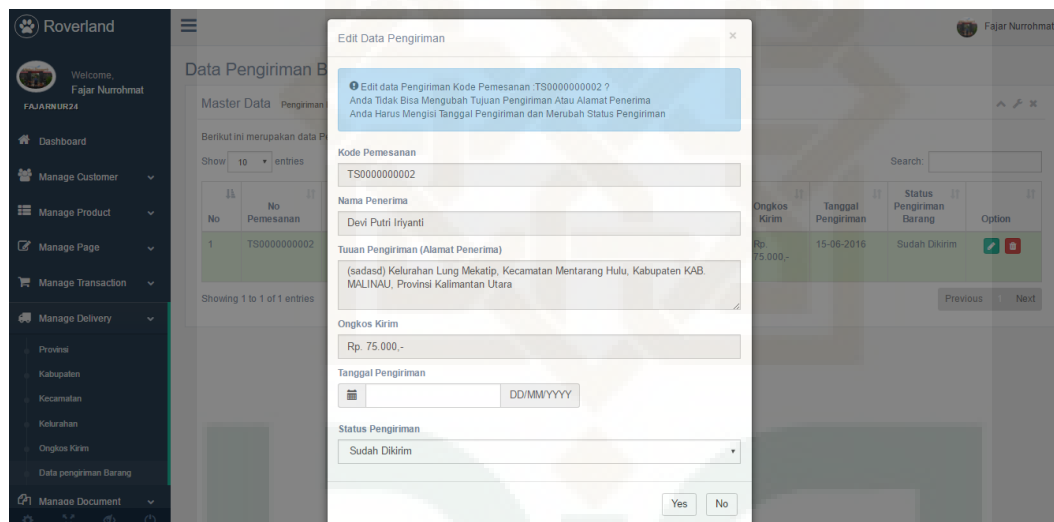 Roverland
Fajar Nurrohmat
Welcome,
Fajar Nurrohmat
FAJARNUR24
Dashboard
Manage Customer
Manage Product
Manage Page
Manage Transaction
Manage Delivery
Provinsi
Kabupaten
Kecamatan
Kelurahan
Ongkos Kirim
Data pengiriman Barang
Manage Document
Data Pengiriman B
Master Data Pengiriman
Berikut ini merupakan data P
Show 10 entries
Search:
No
No Pemesanan
Ongkos Kirim
Tanggal Pengiriman
Status Pengiriman Barang
Option
1
TS0000000002
Rp. 75.000,-
15-06-2016
Sudah Dikirim
Showing 1 to 1 of 1 entries
Previous 1 Next
Edit Data Pengiriman ×
Edit data Pengiriman Kode Pemesanan :TS0000000002 ?
Anda Tidak Bisa Mengubah Tujuan Pengiriman Atau Alamat Penerima
Anda Harus Mengisi Tanggal Pengiriman dan Merubah Status Pengiriman
Kode Pemesanan
TS0000000002
Nama Penerima
Devi Putri Iriyanti
Tuuan Pengiriman (Alamat Penerima)
(sadasd) Kelurahan Lung Mekatip, Kecamatan Mentarang Hulu, Kabupaten KAB.
MALINAU, Provinsi Kalimantan Utara
Ongkos Kirim
Rp. 75.000,-
Tanggal Pengiriman
DD/MM/YYYY
Status Pengiriman
Sudah Dikirim
Yes No